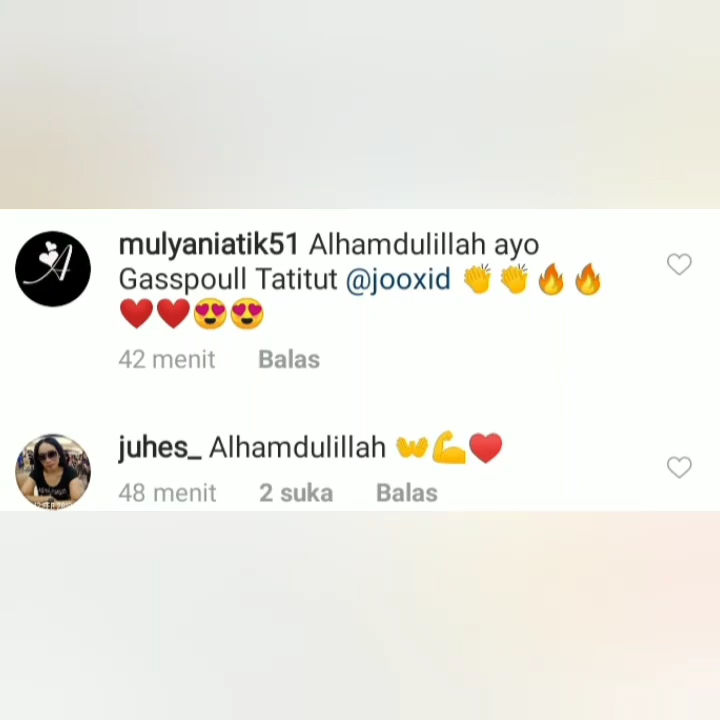 mulyaniatik51 Alhamdulillah ayo
Gasspoull Tatitut @jooxid 👏👏🔥🔥
❤️❤️😍😍
42 menit Balas
juhes_ Alhamdulillah 👐💪❤️
48 menit 2 suka Balas